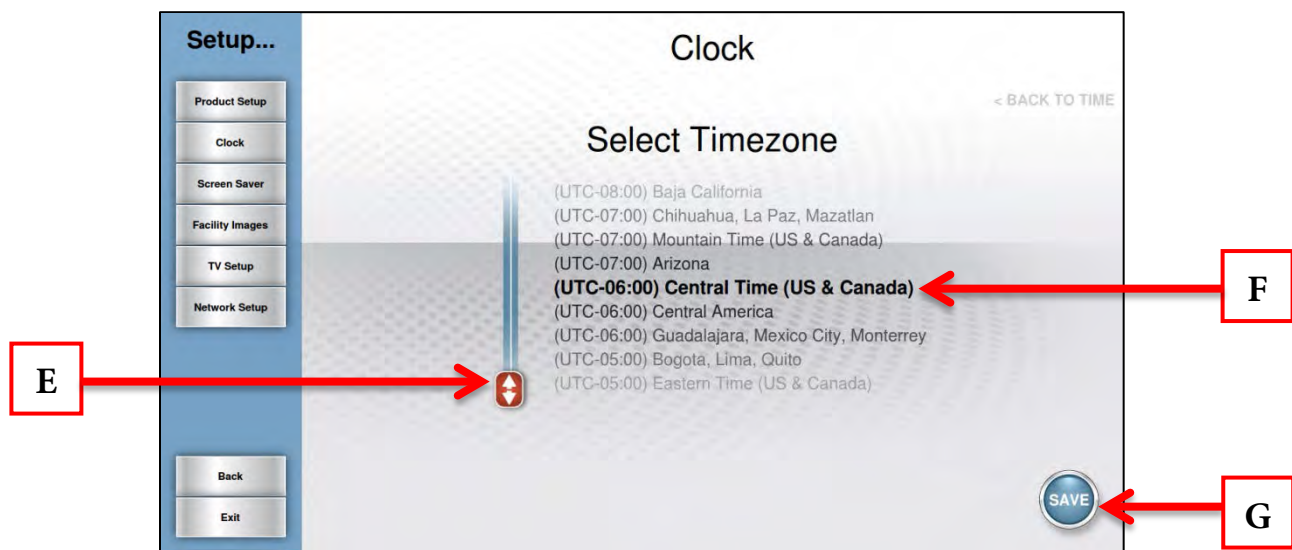 Setup...
Product Setup
Clock
Screen Saver
Facility Images
TV Setup
Network Setup
Back
Exit
Clock
< BACK TO TIME
Select Timezone
(UTC-08:00) Baja California
(UTC-07:00) Chihuahua, La Paz, Mazatlan
(UTC-07:00) Mountain Time (US & Canada)
(UTC-07:00) Arizona
(UTC-06:00) Central Time (US & Canada)
(UTC-06:00) Central America
(UTC-06:00) Guadalajara, Mexico City, Monterrey
(UTC-05:00) Bogota, Lima, Quito
(UTC-05:00) Eastern Time (US & Canada)
SAVE
E
F
G